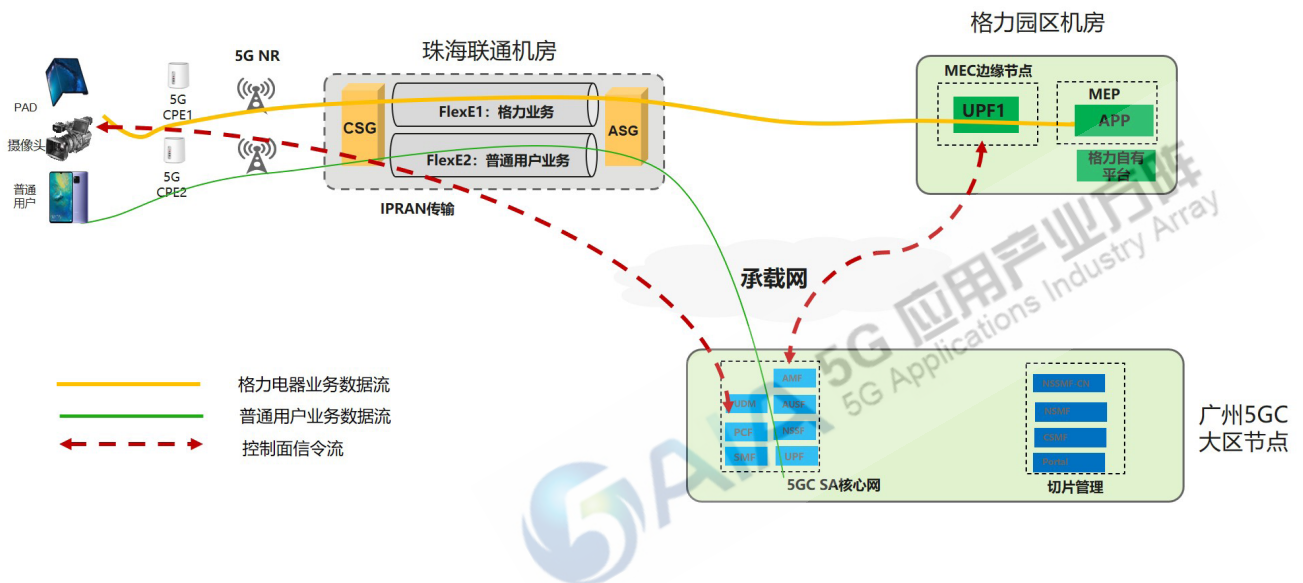 格力园区机房
珠海联通机房
5G NR
MEC边缘节点
PAD
5G
CPE1
MEP
FlexE1：格力业务
UPF1
APP
CSG
ASG
摄像头
FlexE2：普通用户业务
格力自有
平台
5G
CPE2
普通
用户
IPRAN传输
承载网
5G 应用产业方阵
5G Applications Industry Array
AMF
UDM
AUSF
PCF
NSSF
SMF
UPF
5GC SA核心网
NSSMF-CN
NSMF
CSMF
Portal
切片管理
广州5GC
大区节点
格力电器业务数据流
普通用户业务数据流
控制面信令流
5GAIA